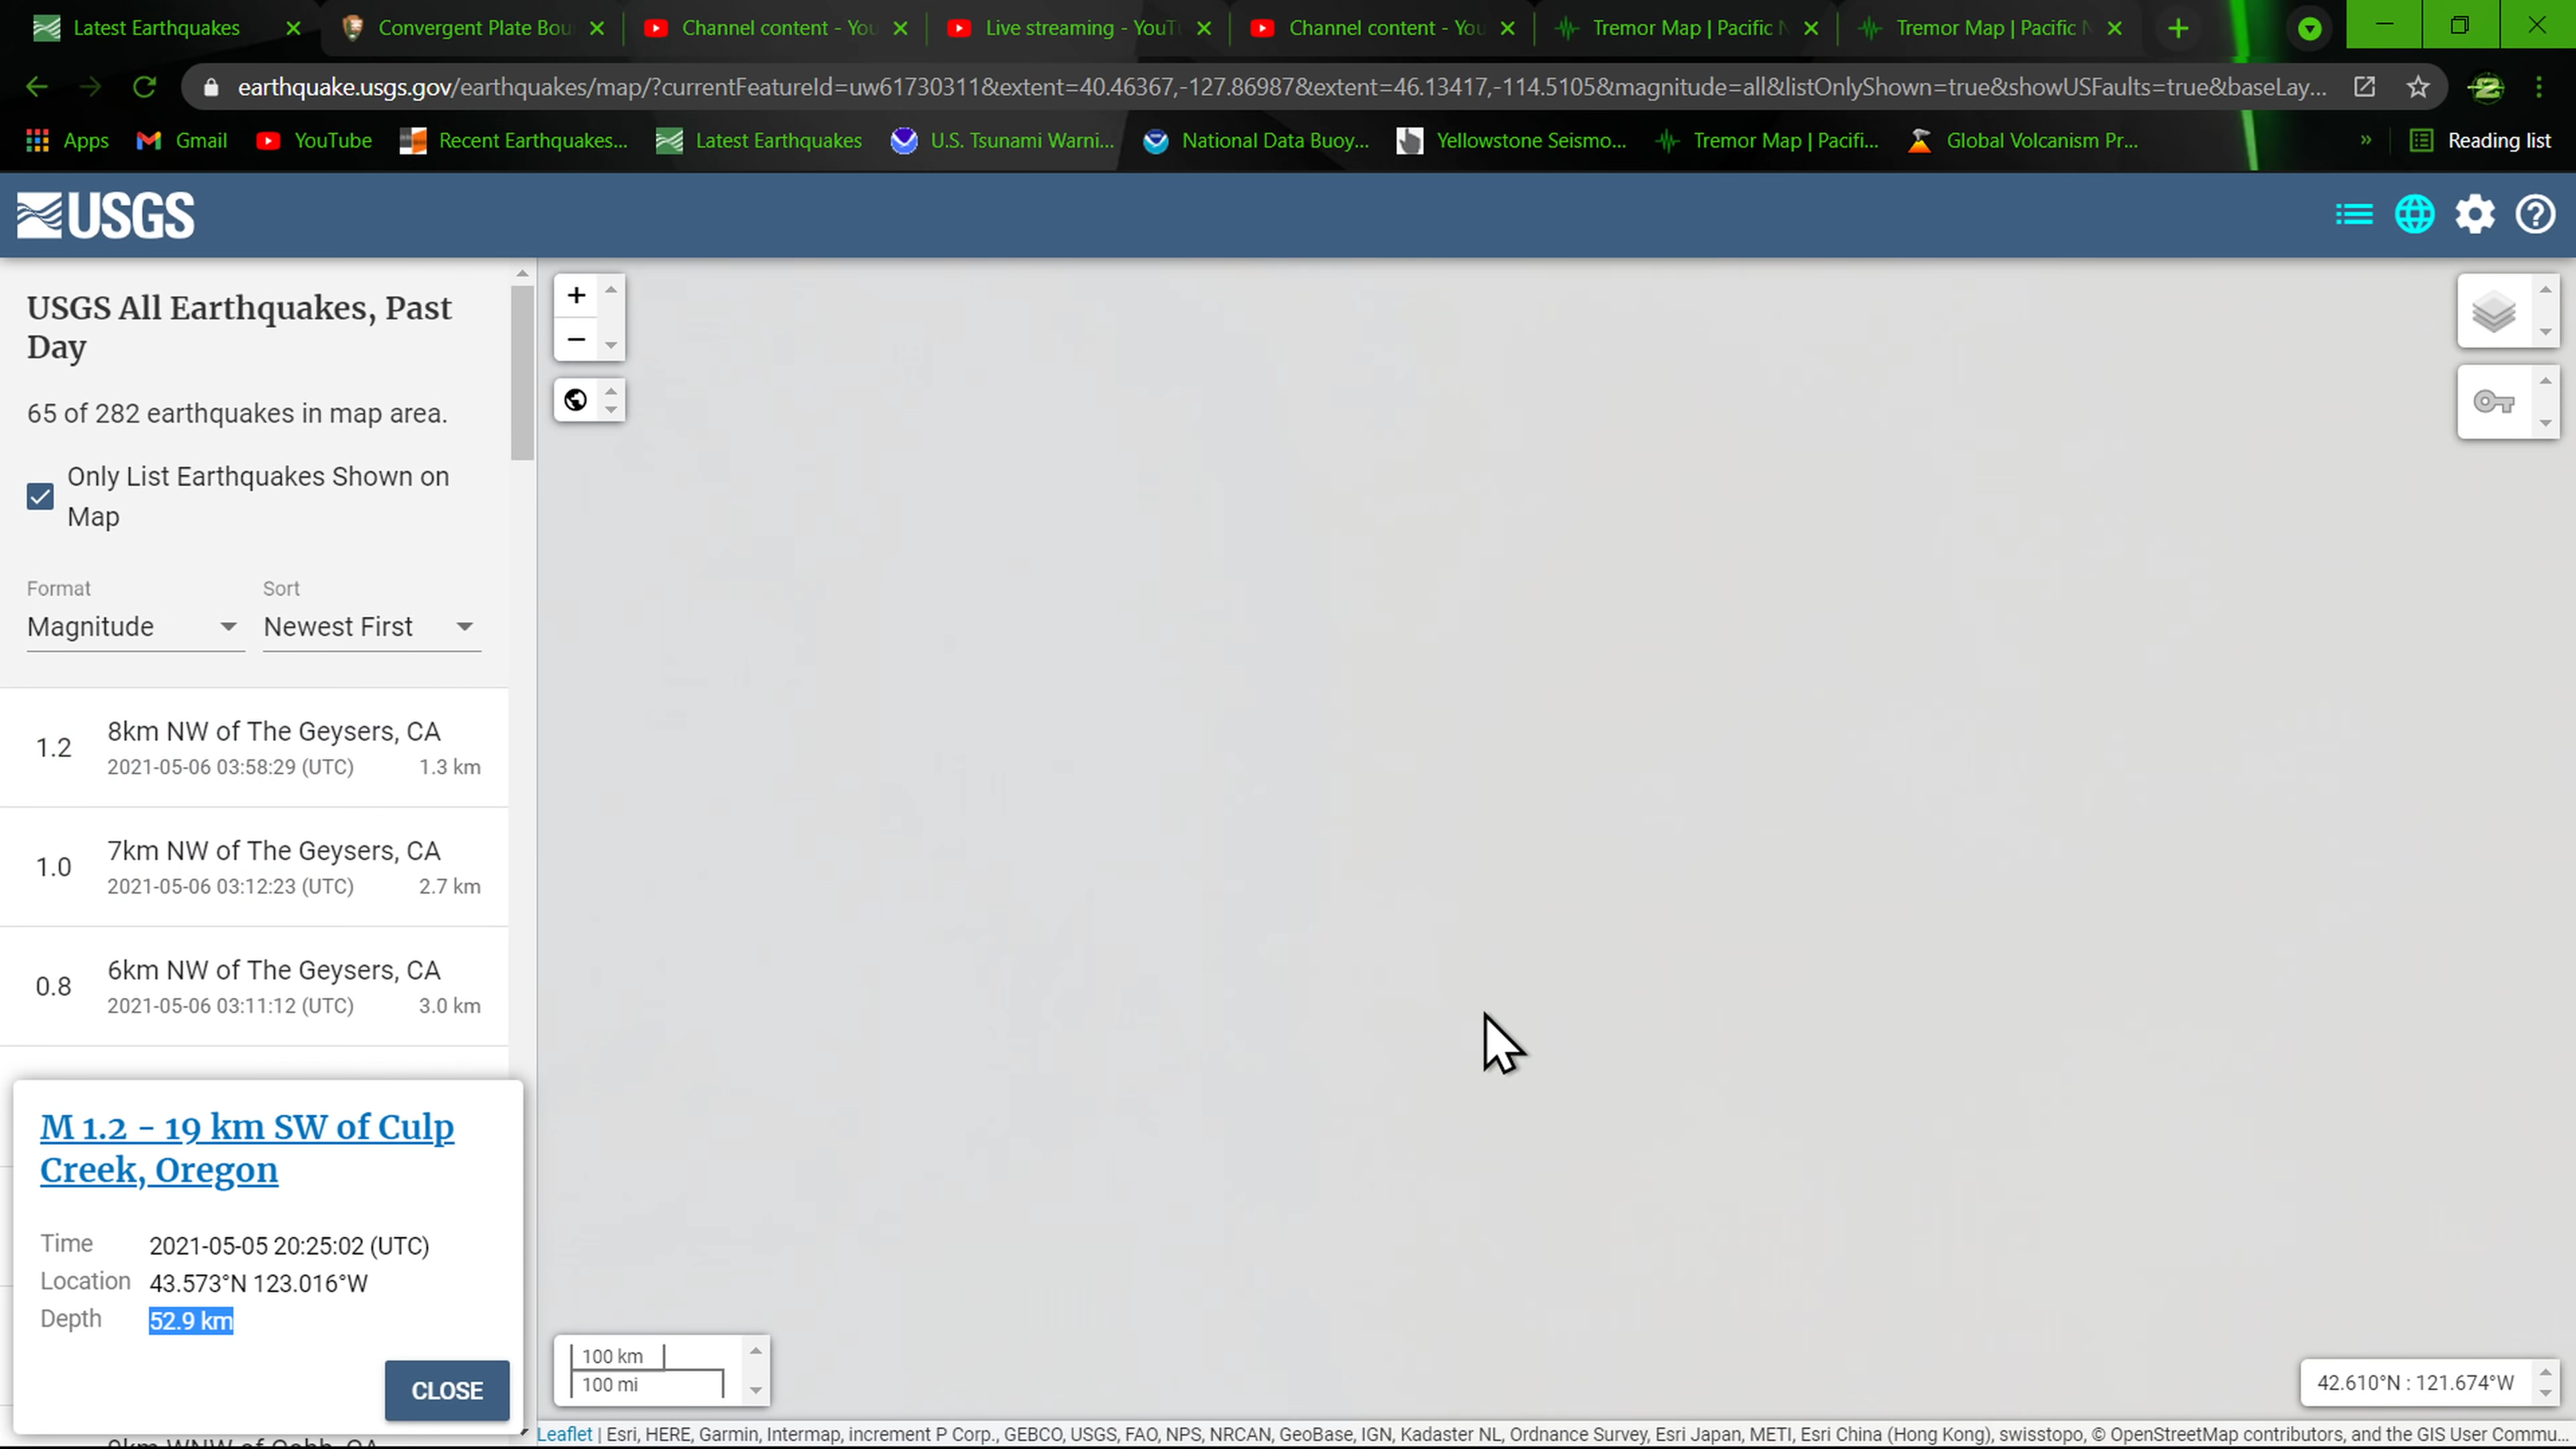 Latest Earthquakes
Convergent Plate Bou
Channel content - You
Live streaming - YouT
Channel content - You
Tremor Map | Pacific N
Tremor Map | Pacific N
earthquake.usgs.gov/earthquakes/map/?currentFeatureId=uw61730311&extent=40.46367,-127.86987&extent=46.13417,-114.5105&magnitude=all&listOnlyShown=true&showUSFaults=true&baseLay...
Apps
Gmail
YouTube
Recent Earthquakes...
Latest Earthquakes
U.S. Tsunami Warni...
National Data Buoy...
Yellowstone Seismo...
Tremor Map | Pacifi...
Global Volcanism Pr...
»
Reading list
USGS
USGS All Earthquakes, Past
Day
65 of 282 earthquakes in map area.
Only List Earthquakes Shown on
Map
Format
Sort
Magnitude
Newest First
1.2
8km NW of The Geysers, CA
2021-05-06 03:58:29 (UTC)
1.3 km
1.0
7km NW of The Geysers, CA
2021-05-06 03:12:23 (UTC)
2.7 km
0.8
6km NW of The Geysers, CA
2021-05-06 03:11:12 (UTC)
3.0 km
M 1.2 - 19 km SW of Culp
Creek, Oregon
Time 2021-05-05 20:25:02 (UTC)
Location 43.573°N 123.016°W
Depth 52.9 km
CLOSE
+
−
100 km
100 mi
42.610°N : 121.674°W
Leaflet | Esri, HERE, Garmin, Intermap, increment P Corp., GEBCO, USGS, FAO, NPS, NRCAN, GeoBase, IGN, Kadaster NL, Ordnance Survey, Esri Japan, METI, Esri China (Hong Kong), swisstopo, © OpenStreetMap contributors, and the GIS User Commu...